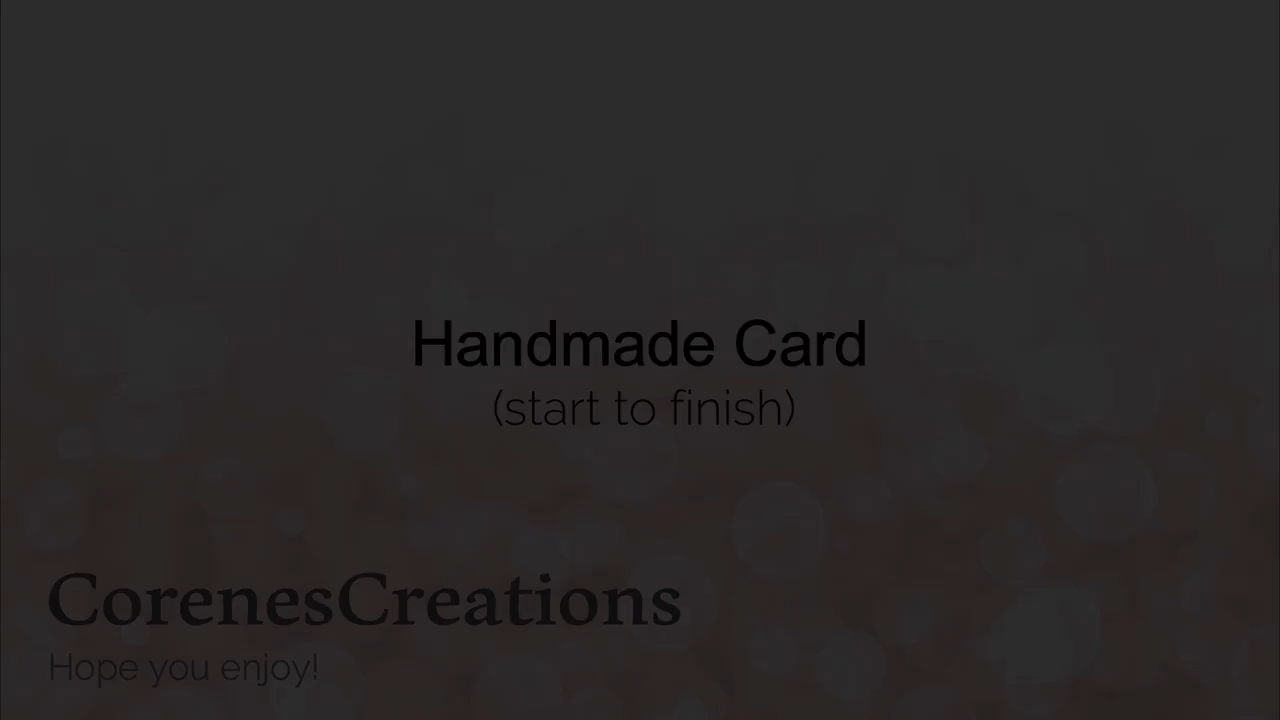 Handmade Card
(start to finish)
CorenesCreations
Hope you enjoy!